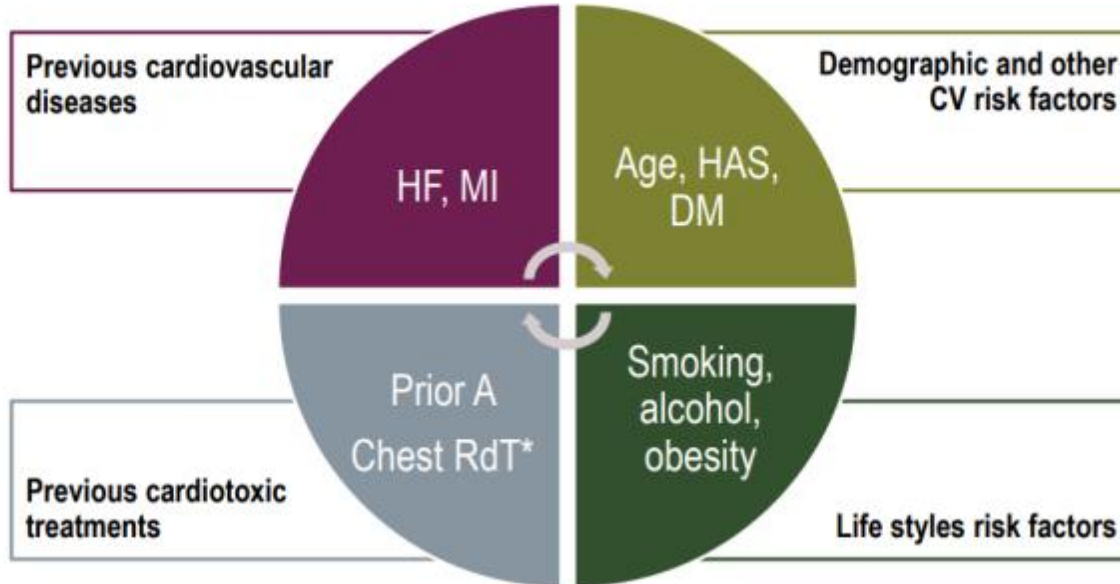 Previous cardiovascular
diseases
HF, MI
Age, HAS,
DM
Demographic and other
CV risk factors
Prior A
Chest RdT*
Previous cardiotoxic
treatments
Smoking,
alcohol,
obesity
Life styles risk factors